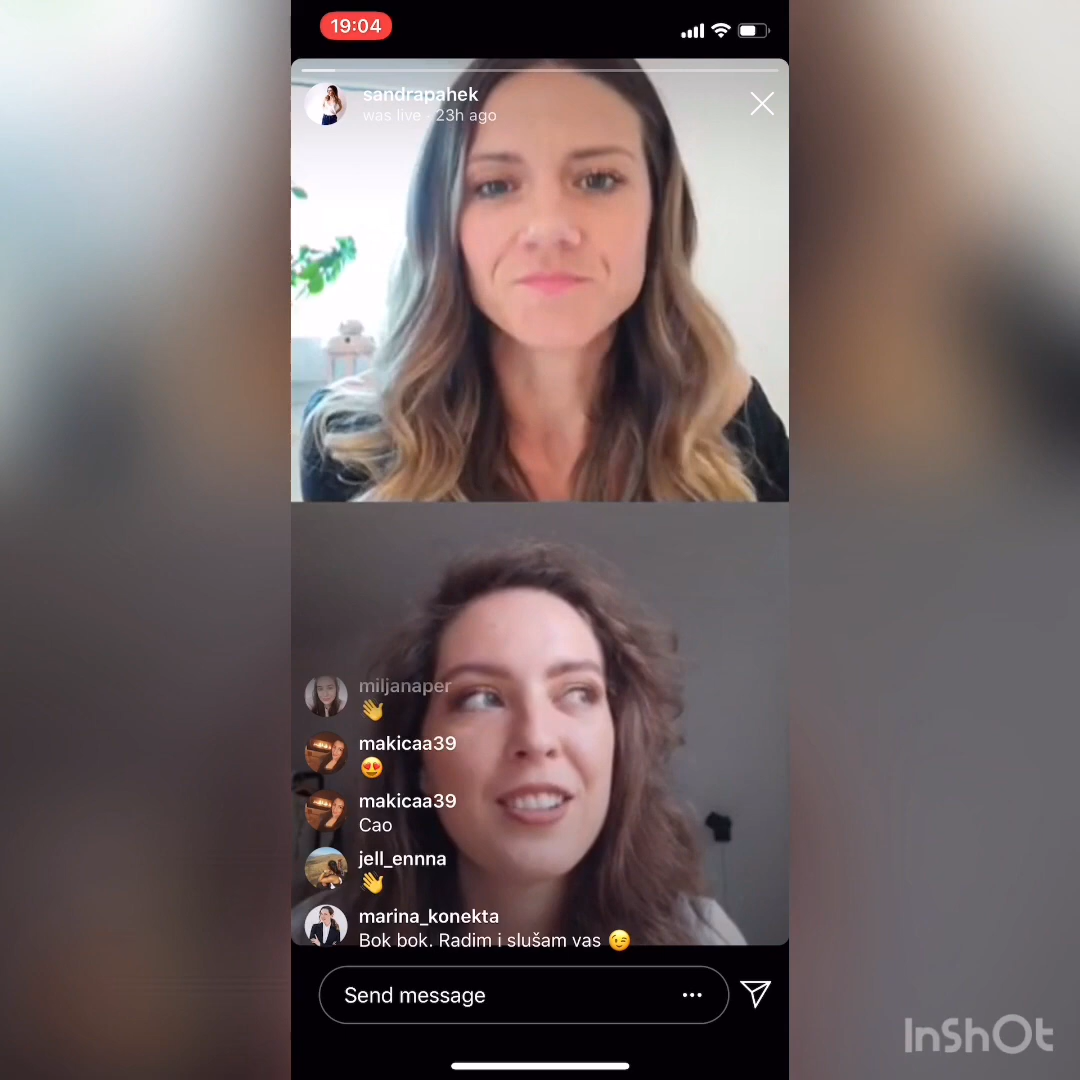 19:04
sandrapahek
was live · 23h ago
miljanaper
👋
makicaa39
😍
makicaa39
Cao
jell_ennna
👋
marina_konekta
Bok bok. Radim i slušam vas 😉
Send message
InShOt